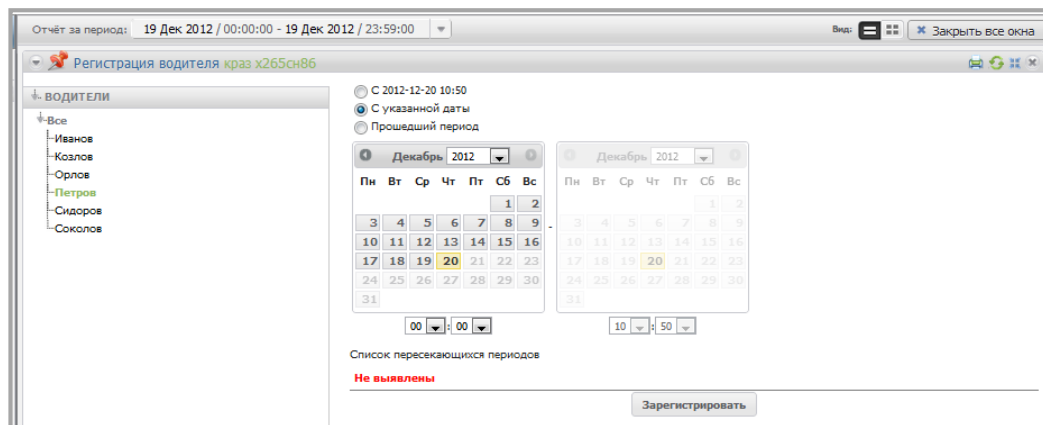 Отчёт за период: 19 Дек 2012 / 00:00:00 - 19 Дек 2012 / 23:59:00 Вид: Закрыть все окна
Регистрация водителя краз х265сн86
ВОДИТЕЛИ
Все
Иванов
Козлов
Орлов
Петров
Сидоров
Соколов
С 2012-12-20 10:50
С указанной даты
Прошедший период
Декабрь 2012
Пн Вт Ср Чт Пт Сб Вс
1 2
3 4 5 6 7 8 9
10 11 12 13 14 15 16
17 18 19 20 21 22 23
24 25 26 27 28 29 30
31
00 : 00
-
Декабрь 2012
Пн Вт Ср Чт Пт Сб Вс
1 2
3 4 5 6 7 8 9
10 11 12 13 14 15 16
17 18 19 20 21 22 23
24 25 26 27 28 29 30
31
10 : 50
Список пересекающихся периодов
Не выявлены
Зарегистрировать